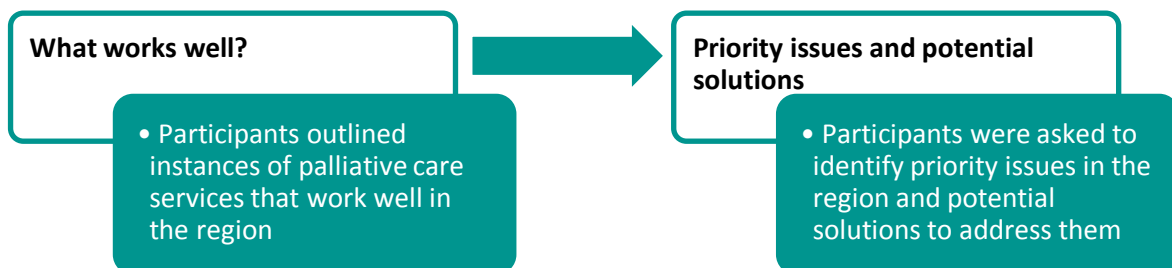 What works well?
• Participants outlined
instances of palliative care
services that work well in
the region
Priority issues and potential
solutions
• Participants were asked to
identify priority issues in the
region and potential
solutions to address them